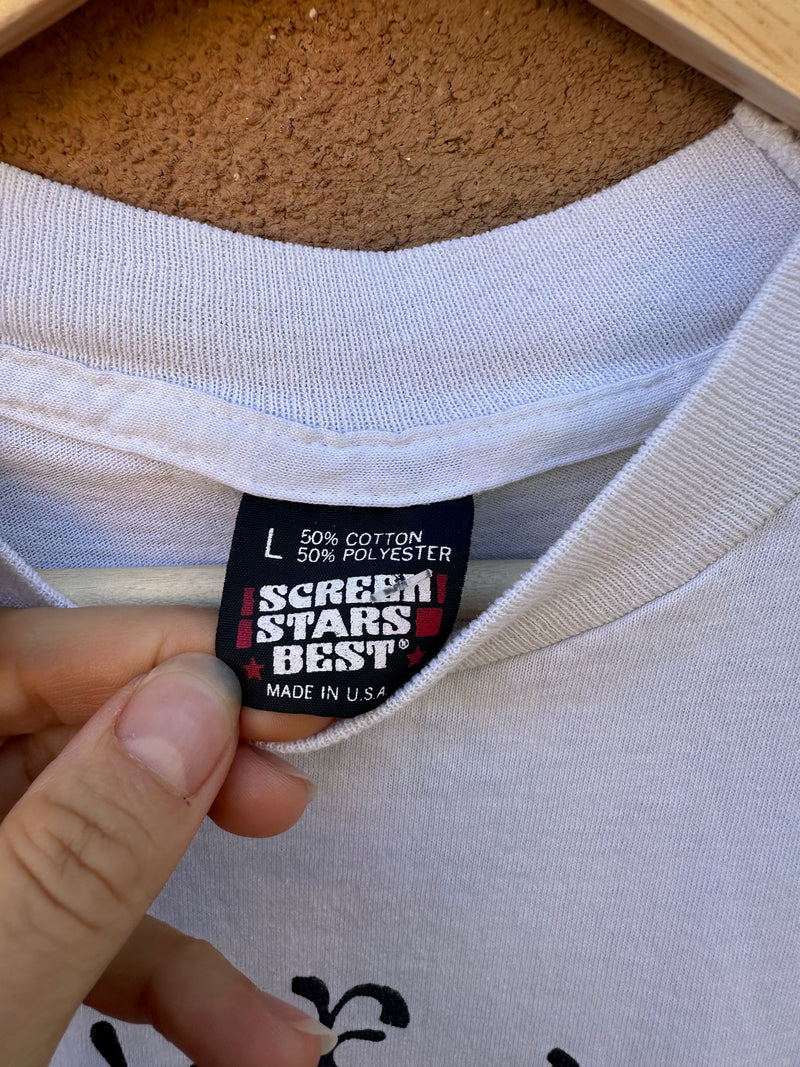 L 50% COTTON
50% POLYESTER
SCREEN
STARS
BEST®
MADE IN U.S.A.